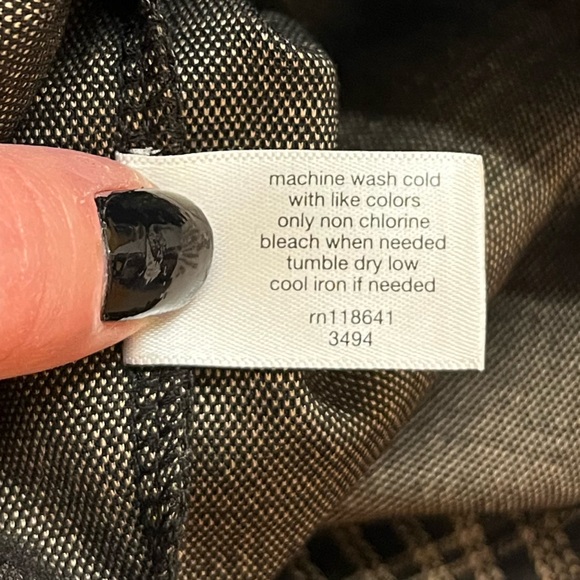 machine wash cold
with like colors
only non chlorine
bleach when needed
tumble dry low
cool iron if needed
rn118641
3494